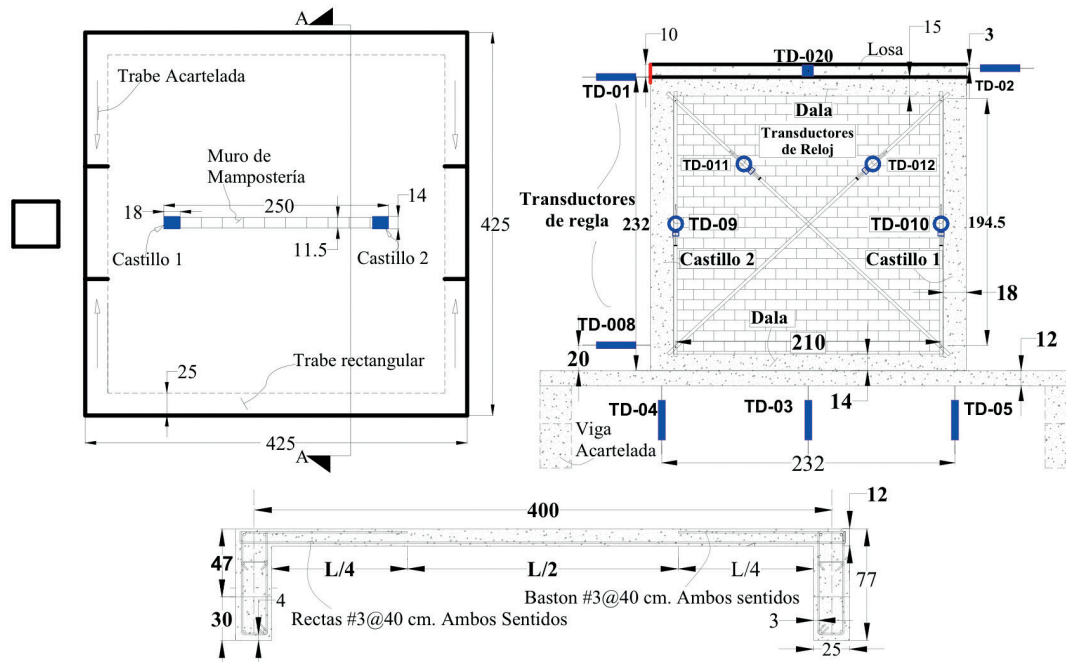 A
Trabe Acartelada
Muro de
Mampostería
18
250
14
11.5
Castillo 1
Castillo 2
425
Trabe rectangular
25
425
A
10
15
3
Losa
TD-020
TD-01
TD-02
Dala
Transductores
de Reloj
TD-011
TD-012
Transductores
de regla
232
TD-09
TD-010
194.5
Castillo 2
Castillo 1
18
TD-008
Dala
210
20
12
14
TD-04
TD-03
TD-05
Viga
Acartelada
232
400
12
47
L/4
L/2
L/4
77
4
Baston #3@40 cm. Ambos sentidos
30
Rectas #3@40 cm. Ambos Sentidos
3
25